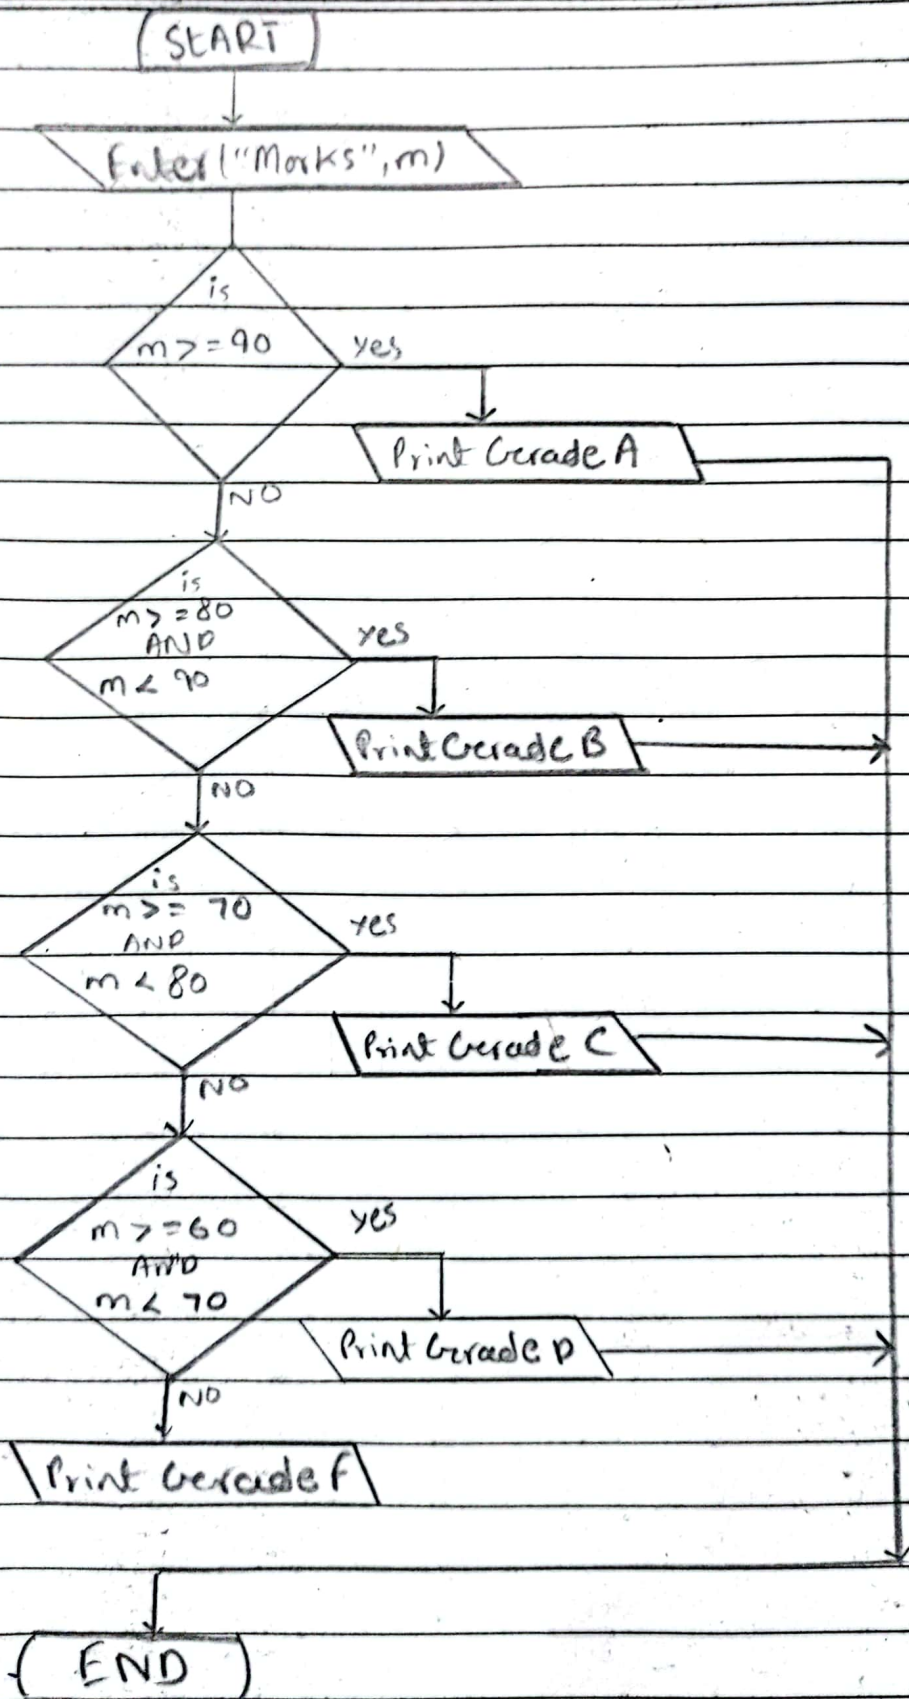 START
Enter("Marks",m)
is
m>=90
yes
Print Grade A
NO
is
m>=80
AND
m<90
yes
Print Grade B
NO
is
m>=70
AND
m<80
yes
Print Grade C
NO
is
m>=60
AND
m<70
yes
Print Grade D
NO
Print Grade F
END